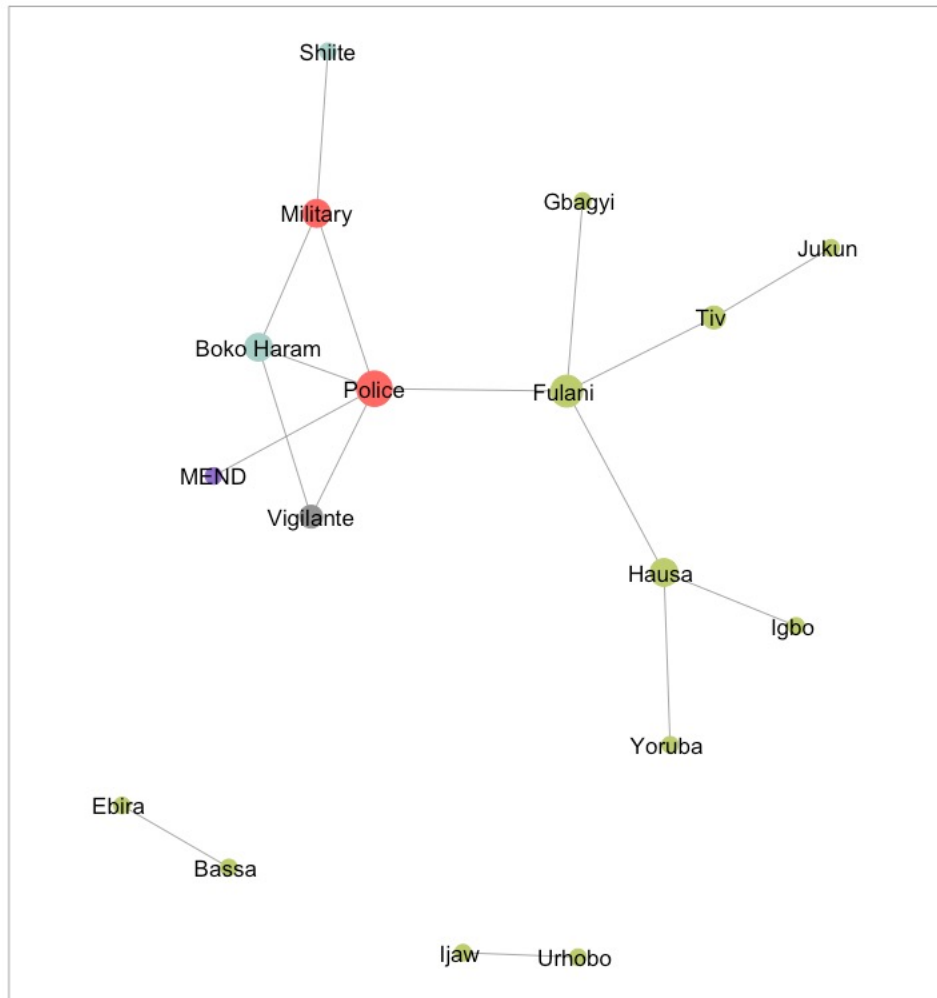 Shiite
Gbagyi
Military
Jukun
Tiv
Boko Haram
Police
Fulani
MEND
Vigilante
Hausa
Igbo
Yoruba
Ebira
Bassa
Ijaw
Urhobo